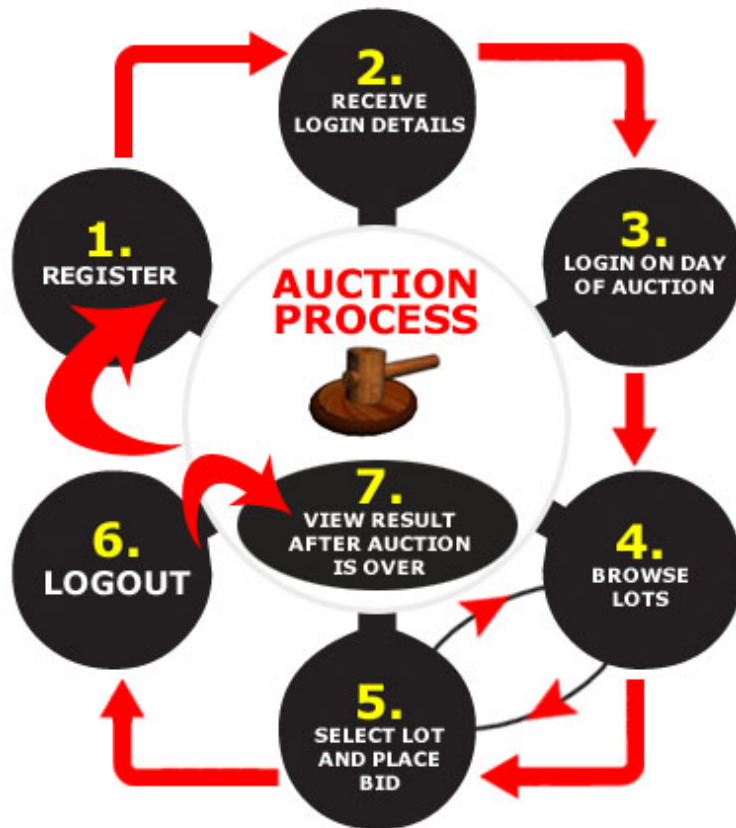 AUCTION
PROCESS
1.
REGISTER
2.
RECEIVE
LOGIN DETAILS
3.
LOGIN ON DAY
OF AUCTION
4.
BROWSE
LOTS
5.
SELECT LOT
AND PLACE
BID
6.
LOGOUT
7.
VIEW RESULT
AFTER AUCTION
IS OVER